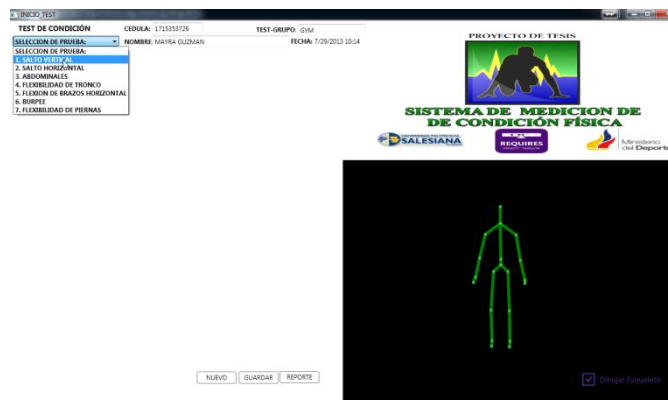 INICIO_TEST
TEST DE CONDICIÓN
CEDULA: 1715353726
TEST-GRUPO: GYM
SELECCION DE PRUEBA:
NOMBRE: MAYRA GUZMAN
FECHA: 7/29/2013 10:14
SELECCION DE PRUEBA:
1. SALTO VERTICAL
2. SALTO HORIZONTAL
3. ABDOMINALES
4. FLEXIBILIDAD DE TRONCO
5. FLEXION DE BRAZOS HORIZONTAL
6. BURPEE
7. FLEXIBILIDAD DE PIERNAS
PROYECTO DE TESIS
SISTEMA DE MEDICION DE
DE CONDICIÓN FÍSICA
UNIVERSIDAD POLITÉCNICA
SALESIANA
REQUIRES
Ministerio
del Deporte
NUEVO
GUARDAR
REPORTE
Dibujar Esqueleto